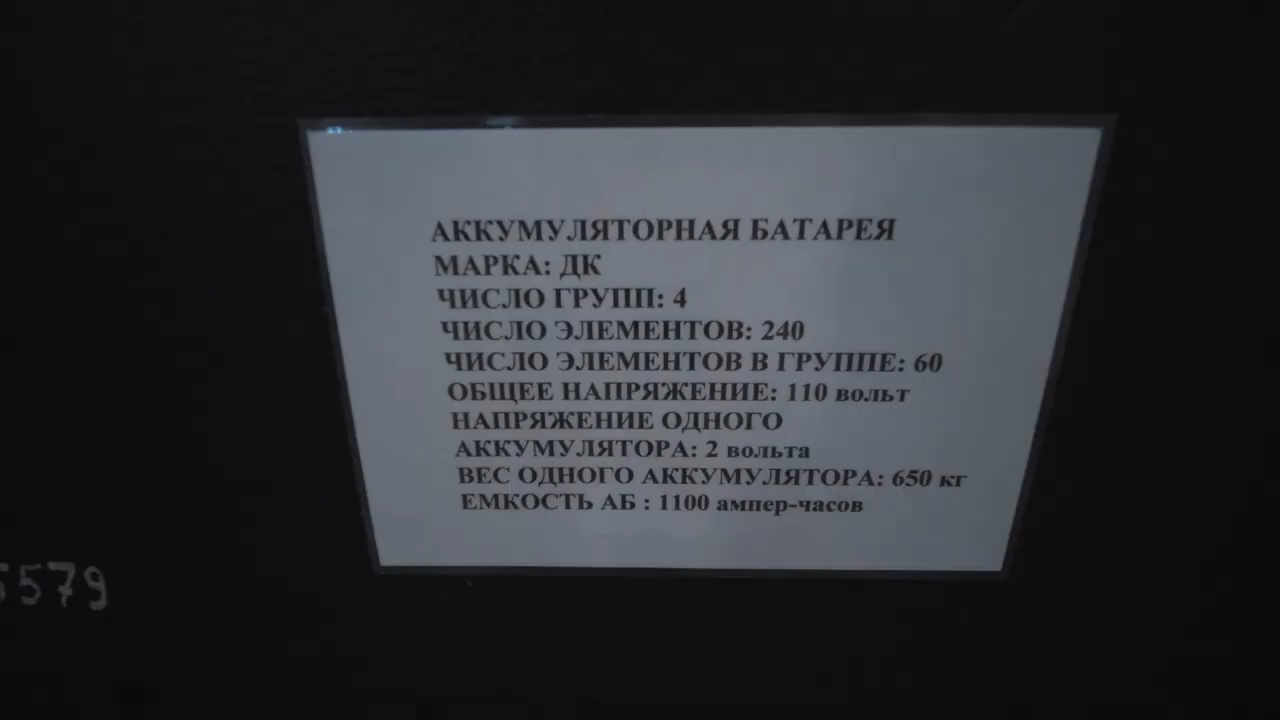 АККУМУЛЯТОРНАЯ БАТАРЕЯ
МАРКА: ДК
ЧИСЛО ГРУПП: 4
ЧИСЛО ЭЛЕМЕНТОВ: 240
ЧИСЛО ЭЛЕМЕНТОВ В ГРУППЕ: 60
ОБЩЕЕ НАПРЯЖЕНИЕ: 110 вольт
НАПРЯЖЕНИЕ ОДНОГО
АККУМУЛЯТОРА: 2 вольта
ВЕС ОДНОГО АККУМУЛЯТОРА: 650 кг
ЕМКОСТЬ АБ : 1100 ампер-часов